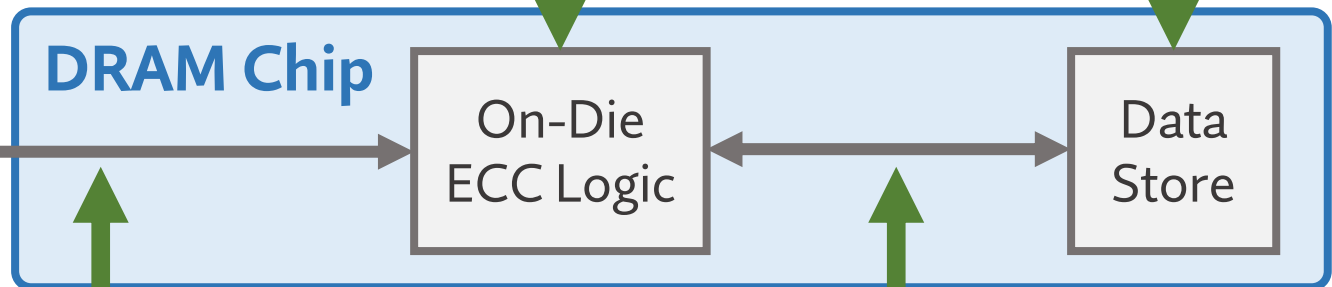 DRAM Chip
On-Die
ECC Logic
Data
Store